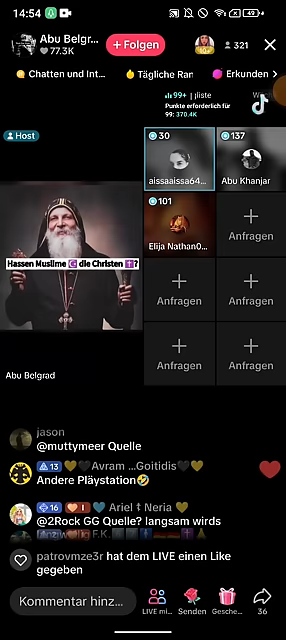 14:54
49
Abu Belgr...
77.3K
+ Folgen
10+
321
Chatten und Int...
Tägliche Ran
Erkunden
99+ | jliste
Punkte erforderlich für
99: 370.4K
Host
30
137
aissaaissa64...
Abu Khanjar
101
Elija Nathan0...
Anfragen
Anfragen
Anfragen
Anfragen
Anfragen
Hassen Muslime ☪ die Christen ✝?
Abu Belgrad
jason
@muttymeer Quelle
13 💛🖤Avram ...Goitidis🖤💛
Andere Pläystation🤣
16 1 💙 Ariel ♗ Neria 💙
@2Rock GG Quelle? langsam wirds
patrovmze3r hat dem LIVE einen Like
gegeben
Kommentar hinz...
LIVE mi...
Senden
Gesche...
36